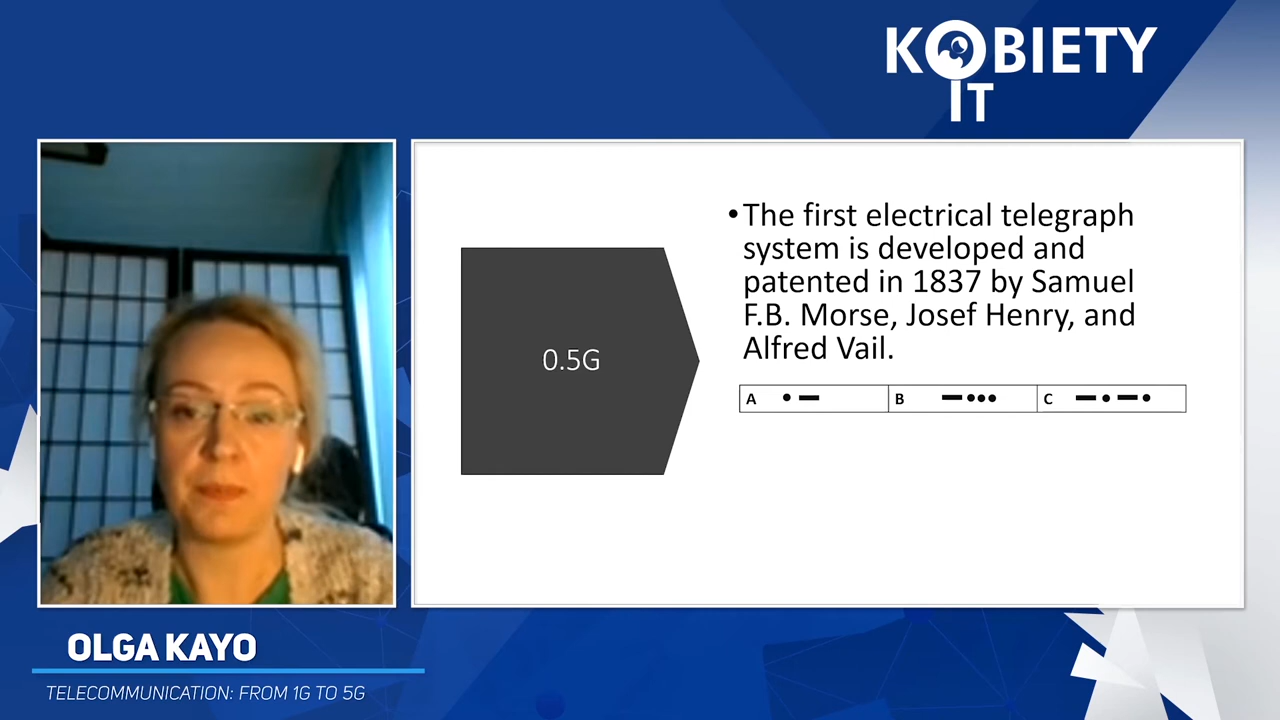 KOBIETY
IT
0.5G
•The first electrical telegraph
system is developed and
patented in 1837 by Samuel
F.B. Morse, Josef Henry, and
Alfred Vail.
A •– B –••• C –•–•
OLGA KAYO
TELECOMMUNICATION: FROM 1G TO 5G